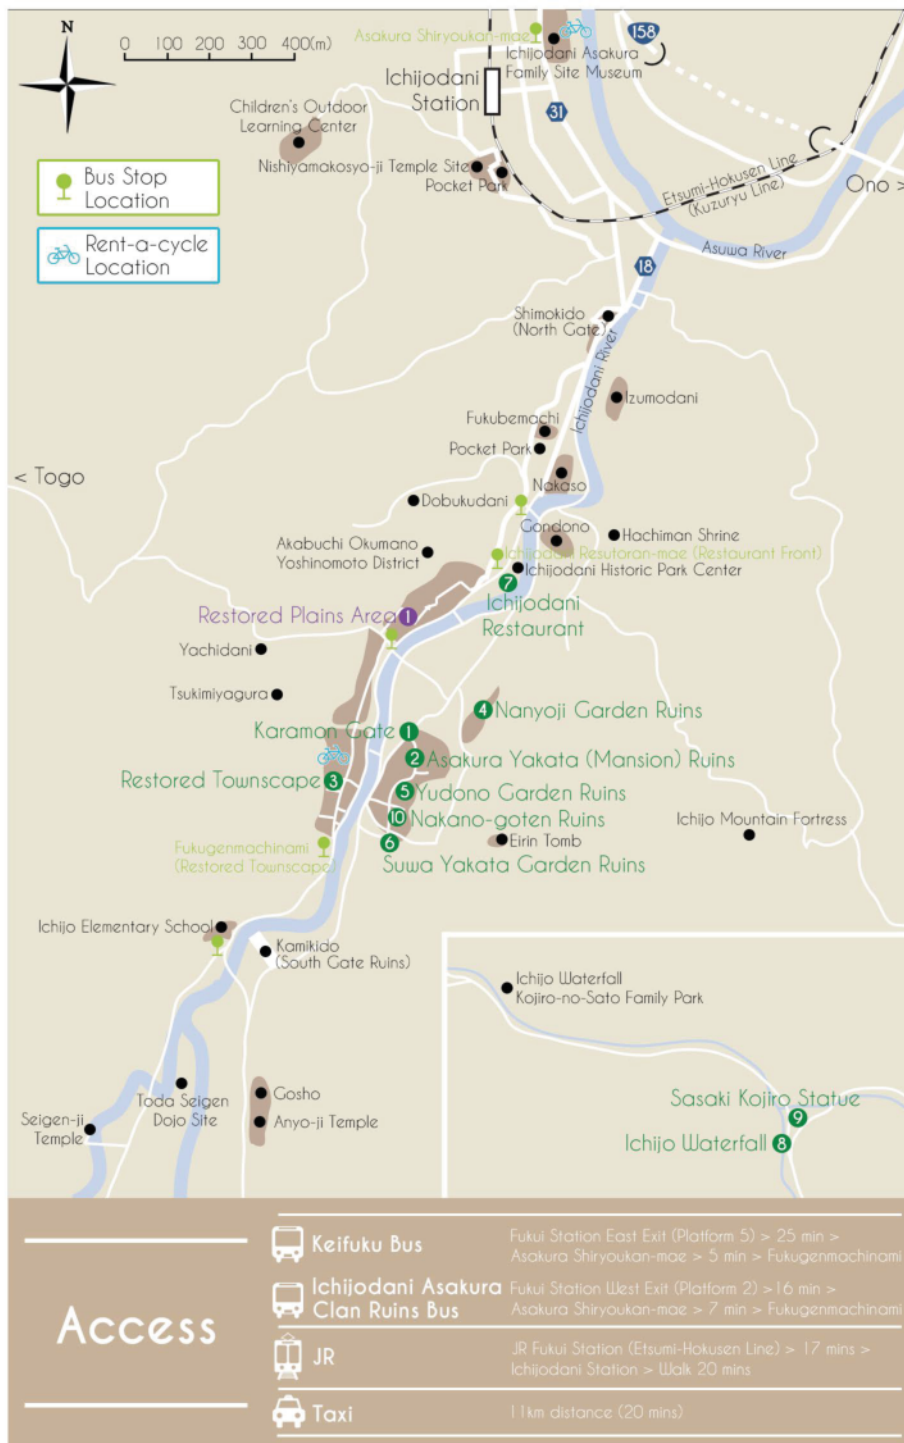 N
0 100 200 300 400(m)
Bus Stop
Location
Rent-a-cycle
Location
Asakura Shiryoukan-mae
158
Ichijodani Asakura
Family Site Museum
Ichijodani
Station
31
Children's Outdoor
Learning Center
Nishiyamakosyo-ji Temple Site
Pocket Park
Etsumi-Hokusen Line
(Kuzuryu Line)
Ono >
Asuwa River
18
Shimokido
(North Gate)
Ichijodani River
Izumodani
Fukubemachi
Pocket Park
Nakaso
< Togo
Dobukudani
Gondono
Hachiman Shrine
Akabuchi Okumano
Yoshinomoto District
Ichijodani Resutoran-mae (Restaurant Front)
Ichijodani Historic Park Center
7
Ichijodani
Restaurant
Restored Plains Area 1
Yachidani
Tsukimiyagura
4 Nanyoji Garden Ruins
Karamon Gate 1
2 Asakura Yakata (Mansion) Ruins
Restored Townscape 3
5 Yudono Garden Ruins
10 Nakano-goten Ruins
Ichijo Mountain Fortress
Eirin Tomb
6
Suwa Yakata Garden Ruins
Fukugenmachinami
(Restored Townscape)
Ichijo Elementary School
Kamikido
(South Gate Ruins)
Ichijo Waterfall
Kojiro-no-Sato Family Park
Toda Seigen
Dojo Site
Gosho
Anyo-ji Temple
Seigen-ji
Temple
Sasaki Kojiro Statue
9
Ichijo Waterfall 8
Access
Keifuku Bus
Fukui Station East Exit (Platform 5) > 25 min >
Asakura Shiryoukan-mae > 5 min > Fukugenmachinami
Ichijodani Asakura
Clan Ruins Bus
Fukui Station West Exit (Platform 2) >16 min >
Asakura Shiryoukan-mae > 7 min > Fukugenmachinami
JR
JR Fukui Station (Etsumi-Hokusen Line) > 17 mins >
Ichijodani Station > Walk 20 mins
Taxi
11km distance (20 mins)